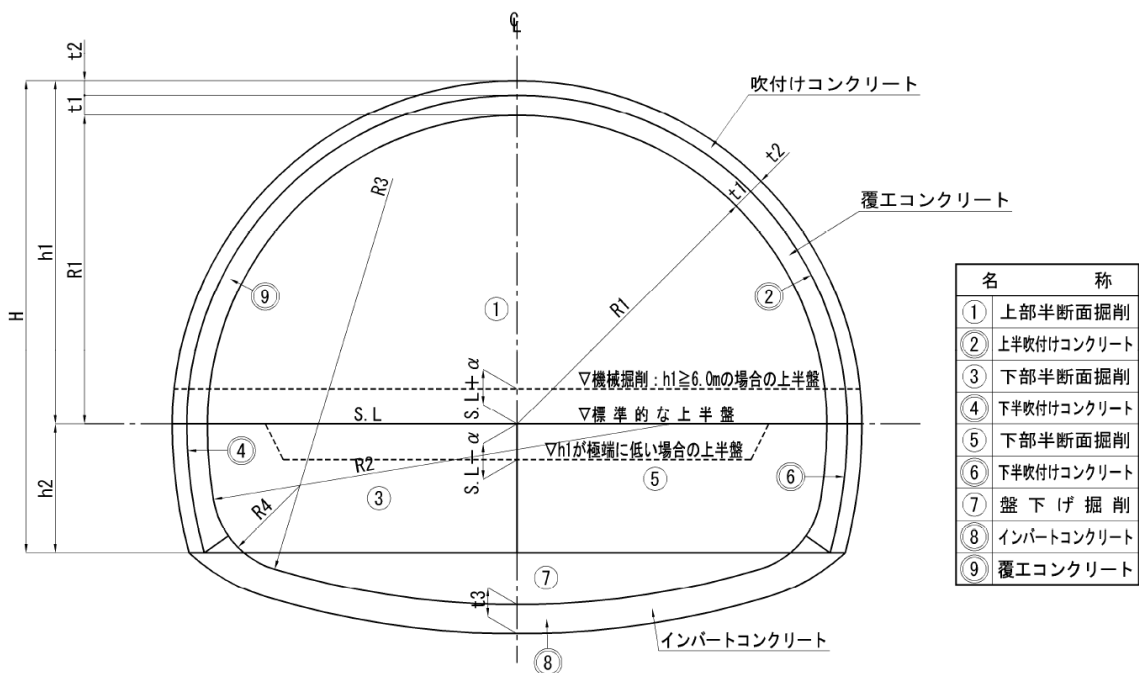 ℄
t2
t1
H
h1
R1
h2
吹付けコンクリート
t2
t1
R3
覆工コンクリート
⑨
②
①
R1
S.L+α
▽機械掘削：h1≧6.0mの場合の上半盤
S.L
▽標準的な上半盤
④
R2
S.L-α
▽h1が極端に低い場合の上半盤
③
⑤
⑥
R4
⑦
t3
インバートコンクリート
⑧
名 称
① 上部半断面掘削
② 上半吹付けコンクリート
③ 下部半断面掘削
④ 下半吹付けコンクリート
⑤ 下部半断面掘削
⑥ 下半吹付けコンクリート
⑦ 盤下げ掘削
⑧ インバートコンクリート
⑨ 覆工コンクリート